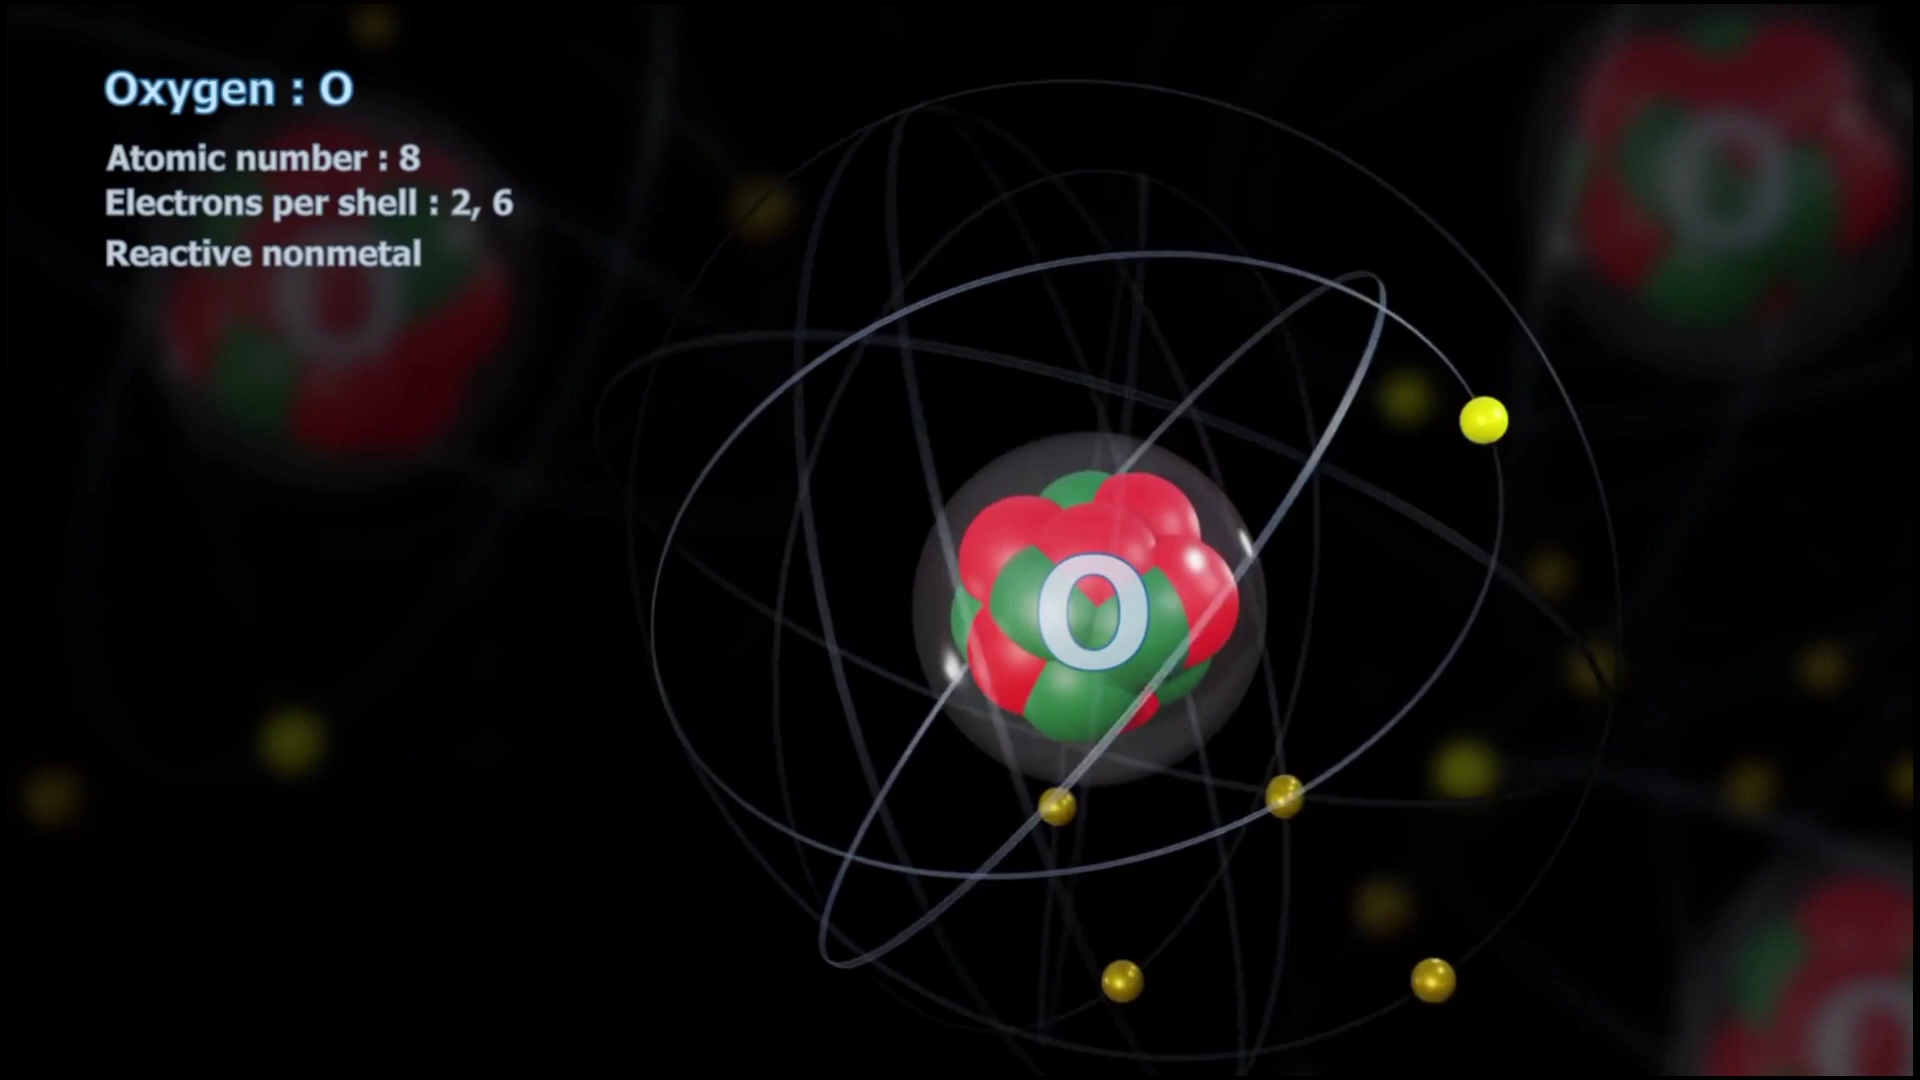 Oxygen : O
Atomic number : 8
Electrons per shell : 2, 6
Reactive nonmetal
O
O
O
O